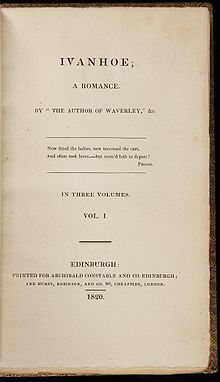 IVANHOE;
A ROMANCE.
BY "THE AUTHOR OF WAVERLEY," &c.
Now fitted the halter, now traversed the cart,
And often took leave,—but seem'd loth to depart!
PRIOR.
IN THREE VOLUMES.
VOL. I.
EDINBURGH:
PRINTED FOR ARCHIBALD CONSTABLE AND CO. EDINBURGH;
AND HURST, ROBINSON, AND CO. 90, CHEAPSIDE, LONDON.
1820.